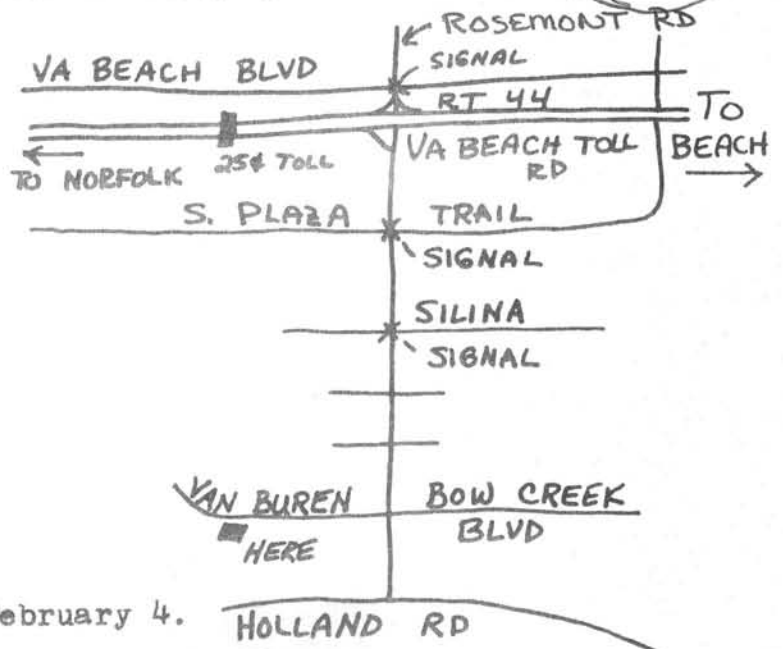 ROSEMONT RD
SIGNAL
VA BEACH BLVD
RT 44
TO
BEACH
VA BEACH TOLL
RD
25¢ TOLL
TO NORFOLK
S. PLAZA TRAIL
SIGNAL
SILINA
SIGNAL
VAN BUREN
BOW CREEK
BLVD
HERE
ebruary 4.
HOLLAND RD